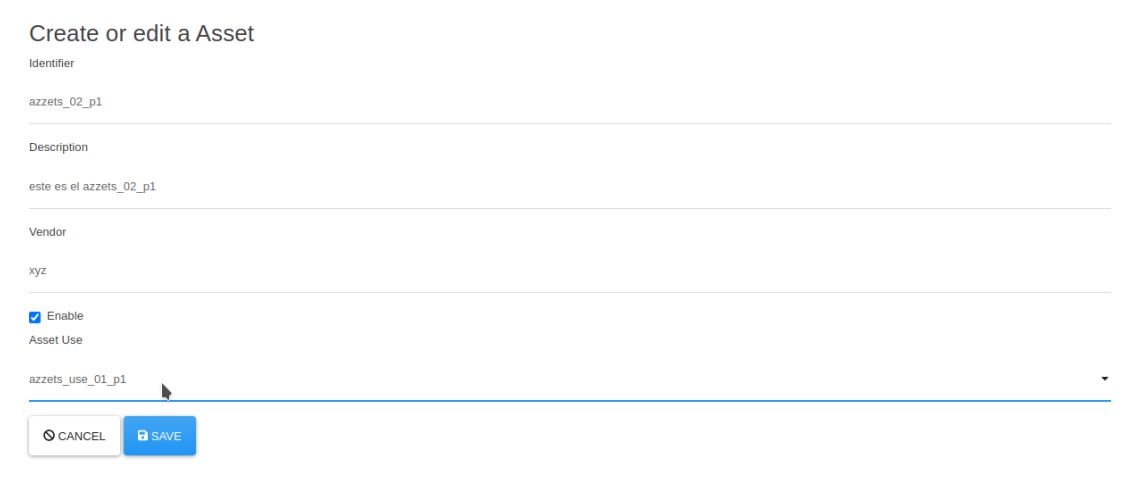 Create or edit a Asset
Identifier
azzets_02_p1
Description
este es el azzets_02_p1
Vendor
xyz
Enable
Asset Use
azzets_use_01_p1
CANCEL SAVE